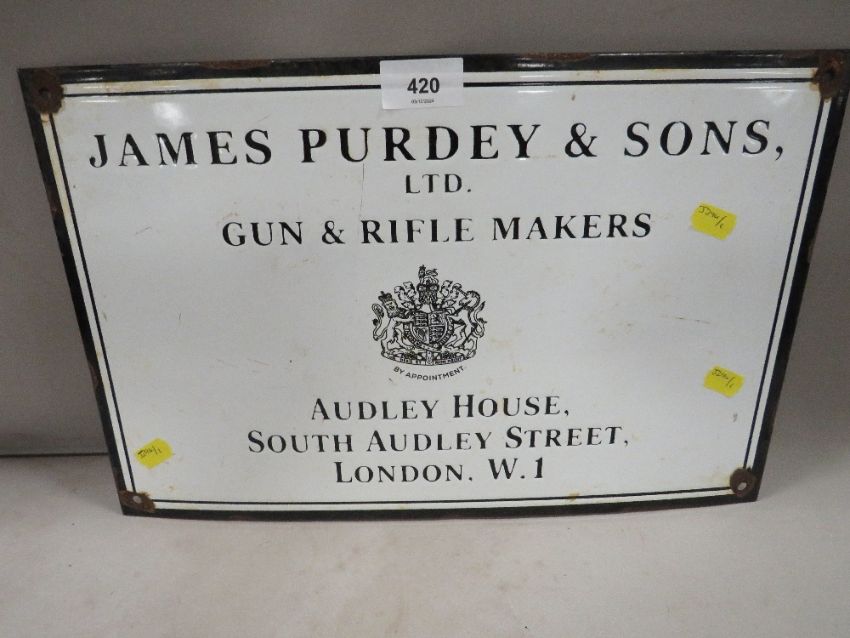 420
JAMES PURDEY & SONS,
LTD.
GUN & RIFLE MAKERS
BY APPOINTMENT.
AUDLEY HOUSE,
SOUTH AUDLEY STREET,
LONDON. W.1